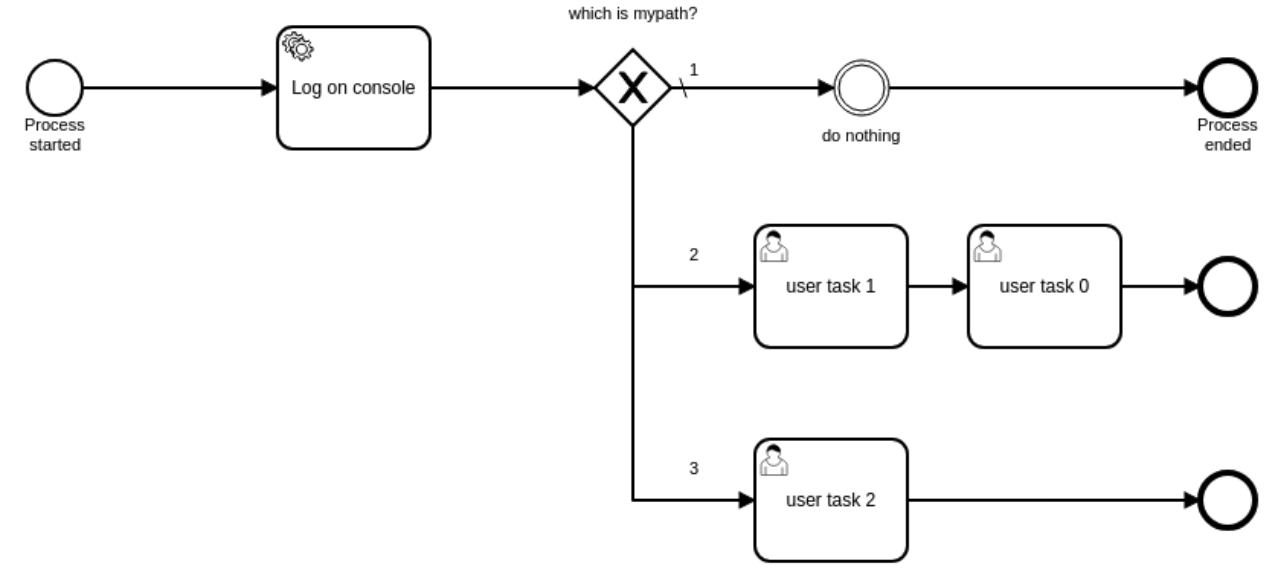 which is mypath?
Process
started
Log on console
1
do nothing
Process
ended
2
user task 1
user task 0
3
user task 2